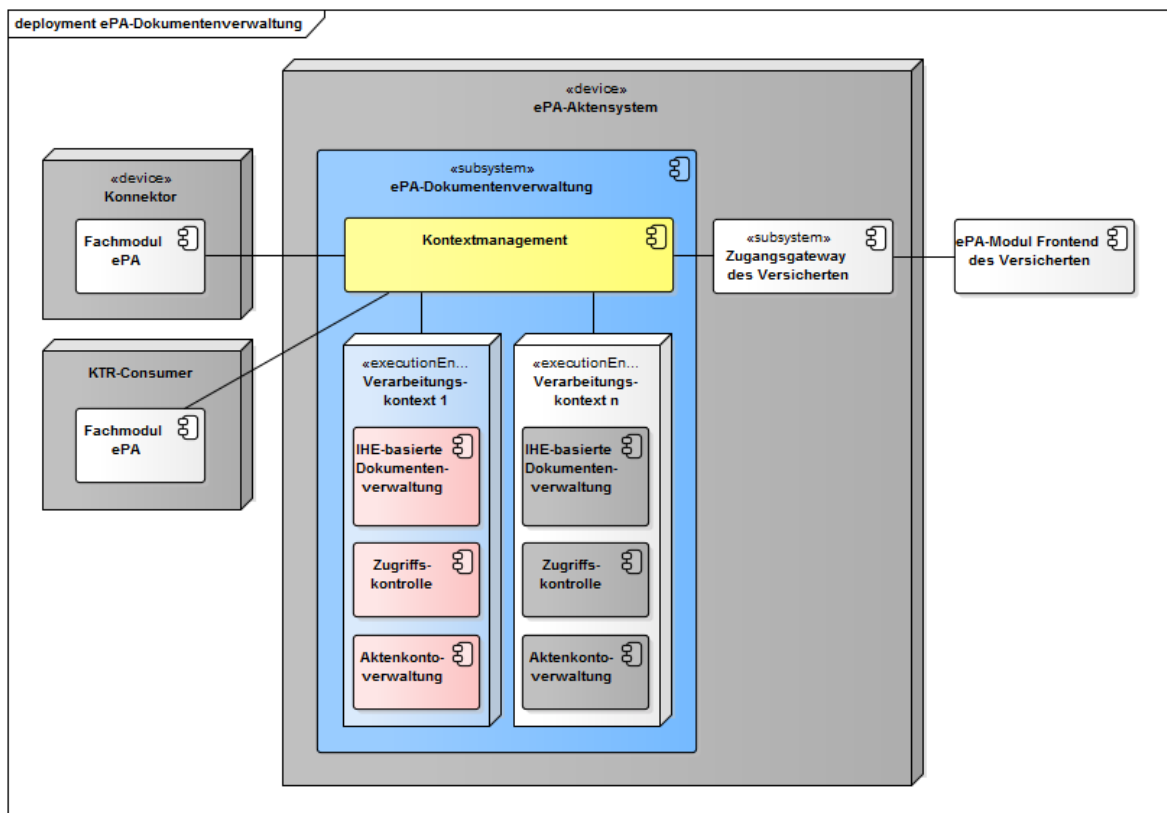 deployment ePA-Dokumentenverwaltung
«device»
ePA-Aktensystem
«device»
Konnektor
Fachmodul
ePA
«subsystem»
ePA-Dokumentenverwaltung
Kontextmanagement
«subsystem»
Zugangsgateway
des Versicherten
ePA-Modul Frontend
des Versicherten
KTR-Consumer
Fachmodul
ePA
«executionEn...
Verarbeitungs-
kontext 1
IHE-basierte
Dokumenten-
verwaltung
Zugriffs-
kontrolle
Aktenkonto-
verwaltung
«executionEn...
Verarbeitungs-
kontext n
IHE-basierte
Dokumenten-
verwaltung
Zugriffs-
kontrolle
Aktenkonto-
verwaltung